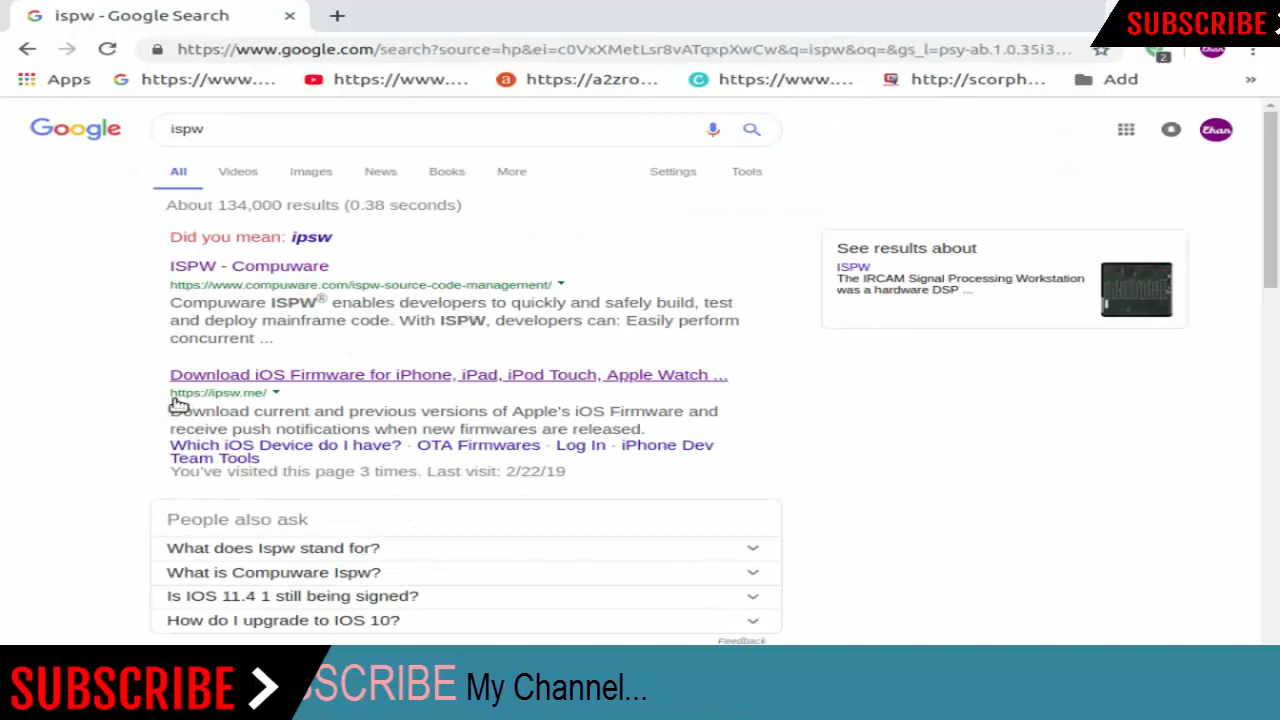 ispw - Google Search
SUBSCRIBE
https://www.google.com/search?source=hp&ei=c0VxXMetLsr8vATqxpXwCw&q=ispw&oq=&gs_l=psy-ab.1.0.35i3...
2
Ehan
Apps https://www.... https://www.... https://a2zro... https://www.... http://scorph... Add »
Google
ispw
Ehan
All Videos Images News Books More Settings Tools
About 134,000 results (0.38 seconds)
Did you mean: ipsw
ISPW - Compuware
https://www.compuware.com/ispw-source-code-management/
Compuware ISPW® enables developers to quickly and safely build, test
and deploy mainframe code. With ISPW, developers can: Easily perform
concurrent ...
Download iOS Firmware for iPhone, iPad, iPod Touch, Apple Watch ...
https://ipsw.me/
Download current and previous versions of Apple's iOS Firmware and
receive push notifications when new firmwares are released.
Which iOS Device do I have? · OTA Firmwares · Log In · iPhone Dev
Team Tools
You've visited this page 3 times. Last visit: 2/22/19
See results about
ISPW
The IRCAM Signal Processing Workstation
was a hardware DSP ...
People also ask
What does Ispw stand for?
What is Compuware Ispw?
Is IOS 11.4 1 still being signed?
How do I upgrade to IOS 10?
Feedback
SUBSCRIBE
SCRIBE My Channel...